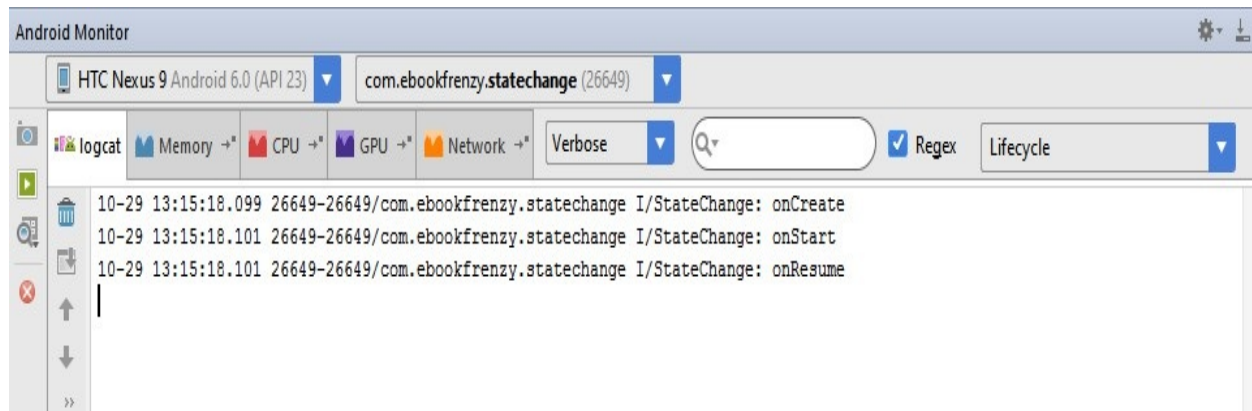 Android Monitor
HTC Nexus 9 Android 6.0 (API 23) com.ebookfrenzy.statechange (26649)
logcat Memory CPU GPU Network Verbose Regex Lifecycle
10-29 13:15:18.099 26649-26649/com.ebookfrenzy.statechange I/StateChange: onCreate
10-29 13:15:18.101 26649-26649/com.ebookfrenzy.statechange I/StateChange: onStart
10-29 13:15:18.101 26649-26649/com.ebookfrenzy.statechange I/StateChange: onResume